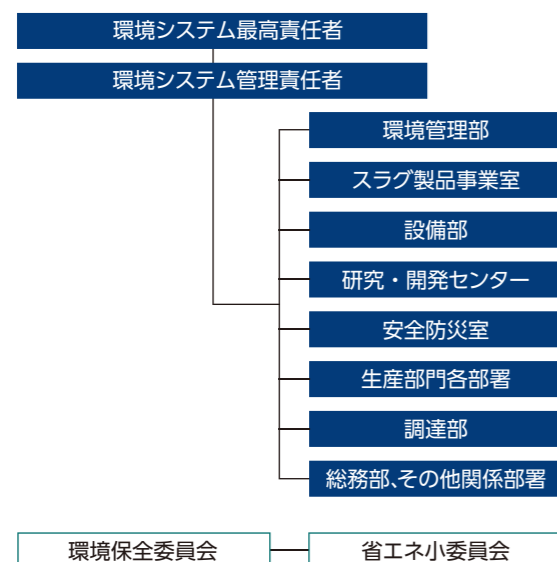 環境システム最高責任者
環境システム管理責任者
環境管理部
スラグ製品事業室
設備部
研究・開発センター
安全防災室
生産部門各部署
調達部
総務部、その他関係部署
環境保全委員会
省エネ小委員会